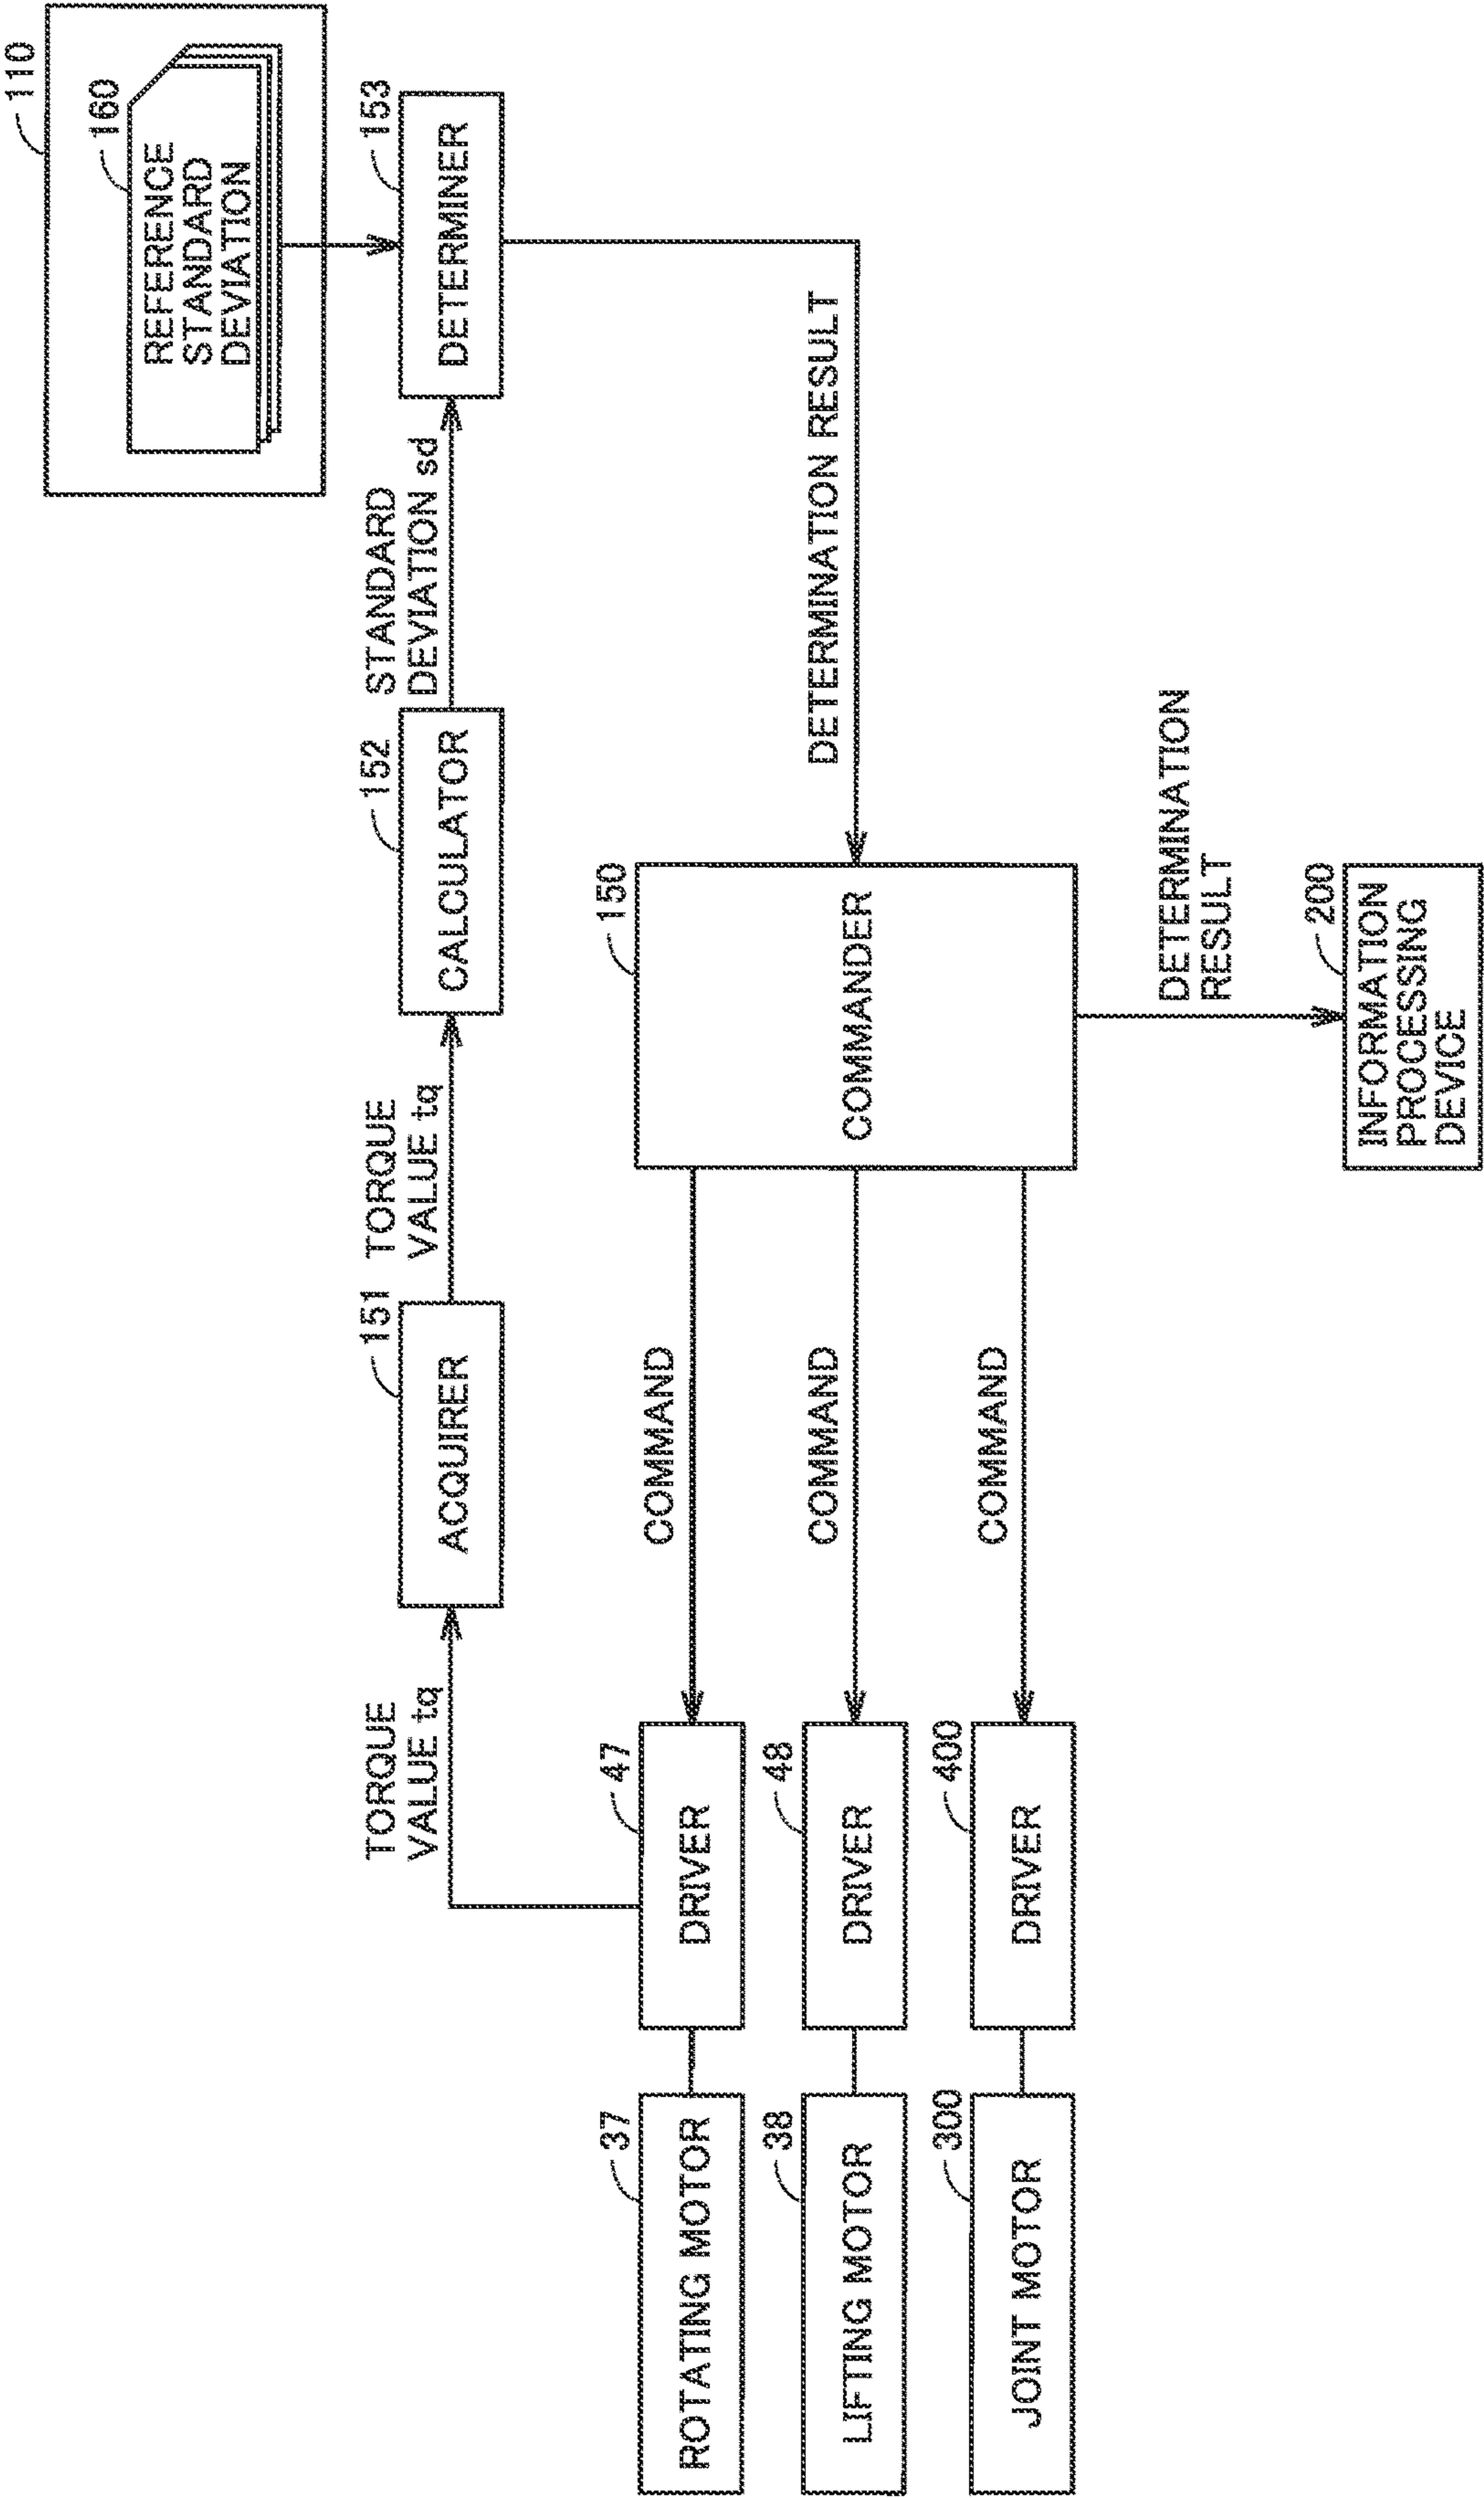 110
160
REFERENCE
STANDARD
DEVIATION
153
DETERMINER
STANDARD
DEVIATION sd
152
CALCULATOR
TORQUE
VALUE tq
151
ACQUIRER
TORQUE
VALUE tq
DETERMINATION RESULT
150
COMMANDER
DETERMINATION
RESULT
200
INFORMATION
PROCESSING
DEVICE
COMMAND
COMMAND
COMMAND
47
DRIVER
48
DRIVER
400
DRIVER
37
ROTATING MOTOR
38
LIFTING MOTOR
300
JOINT MOTOR